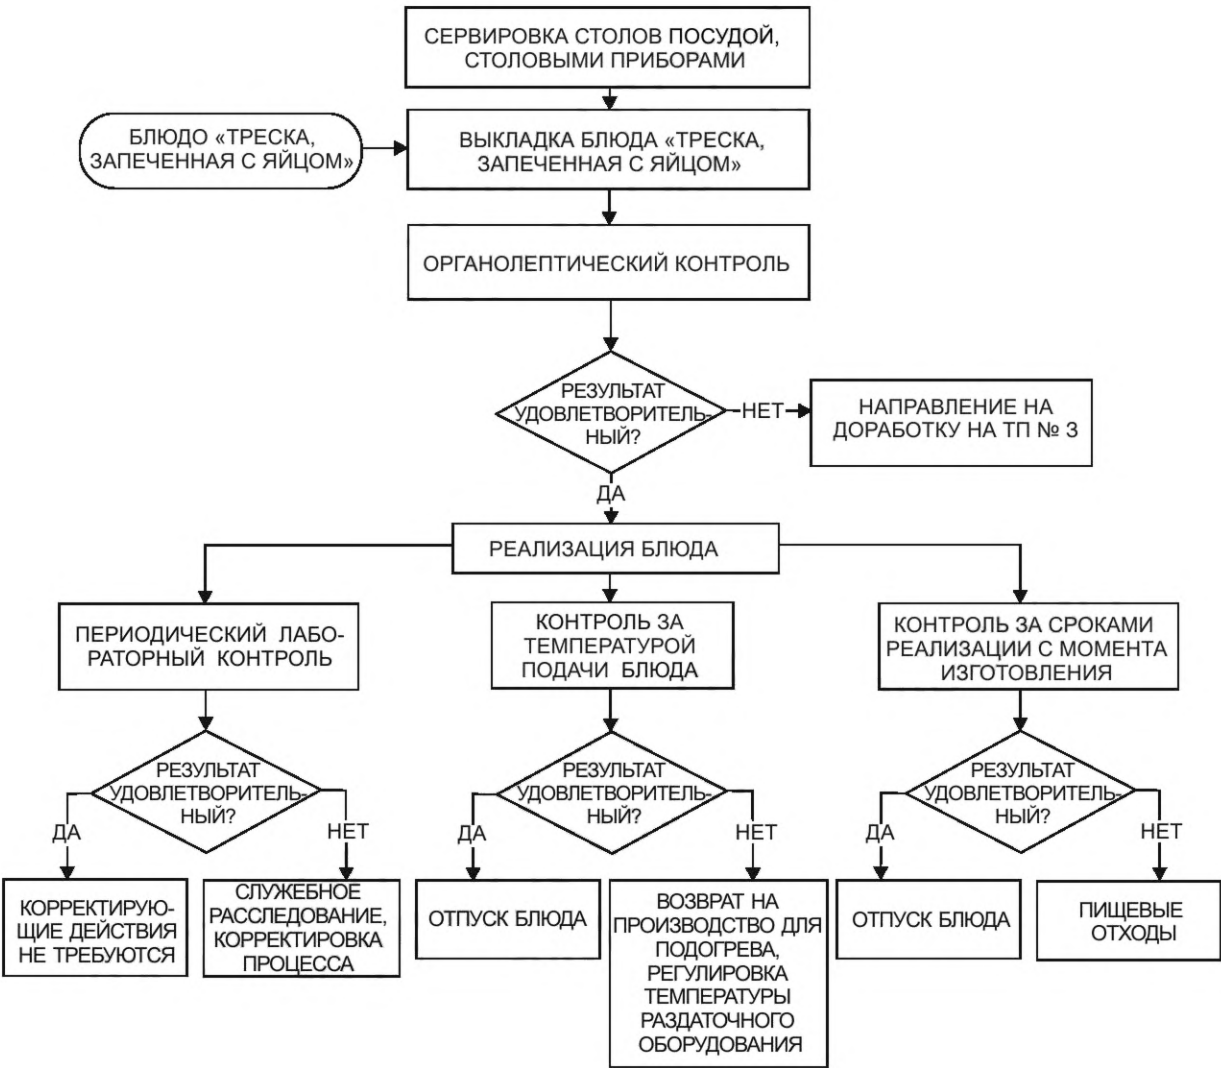 СЕРВИРОВКА СТОЛОВ ПОСУДОЙ,
СТОЛОВЫМИ ПРИБОРАМИ
БЛЮДО «ТРЕСКА,
ЗАПЕЧЕННАЯ С ЯЙЦОМ»
ВЫКЛАДКА БЛЮДА «ТРЕСКА,
ЗАПЕЧЕННАЯ С ЯЙЦОМ»
ОРГАНОЛЕПТИЧЕСКИЙ КОНТРОЛЬ
РЕЗУЛЬТАТ
УДОВЛЕТВОРИТЕЛЬ-
НЫЙ?
НЕТ
НАПРАВЛЕНИЕ НА
ДОРАБОТКУ НА ТП № 3
ДА
РЕАЛИЗАЦИЯ БЛЮДА
ПЕРИОДИЧЕСКИЙ ЛАБО-
РАТОРНЫЙ КОНТРОЛЬ
КОНТРОЛЬ ЗА
ТЕМПЕРАТУРОЙ
ПОДАЧИ БЛЮДА
КОНТРОЛЬ ЗА СРОКАМИ
РЕАЛИЗАЦИИ С МОМЕНТА
ИЗГОТОВЛЕНИЯ
РЕЗУЛЬТАТ
УДОВЛЕТВОРИТЕЛЬ-
НЫЙ?
РЕЗУЛЬТАТ
УДОВЛЕТВОРИТЕЛЬ-
НЫЙ?
РЕЗУЛЬТАТ
УДОВЛЕТВОРИТЕЛЬ-
НЫЙ?
ДА
НЕТ
ДА
НЕТ
ДА
НЕТ
КОРРЕКТИРУЮ-
ЩИЕ ДЕЙСТВИЯ
НЕ ТРЕБУЮТСЯ
СЛУЖЕБНОЕ
РАССЛЕДОВАНИЕ,
КОРРЕКТИРОВКА
ПРОЦЕССА
ОТПУСК БЛЮДА
ВОЗВРАТ НА
ПРОИЗВОДСТВО ДЛЯ
ПОДОГРЕВА,
РЕГУЛИРОВКА
ТЕМПЕРАТУРЫ
РАЗДАТОЧНОГО
ОБОРУДОВАНИЯ
ОТПУСК БЛЮДА
ПИЩЕВЫЕ
ОТХОДЫ